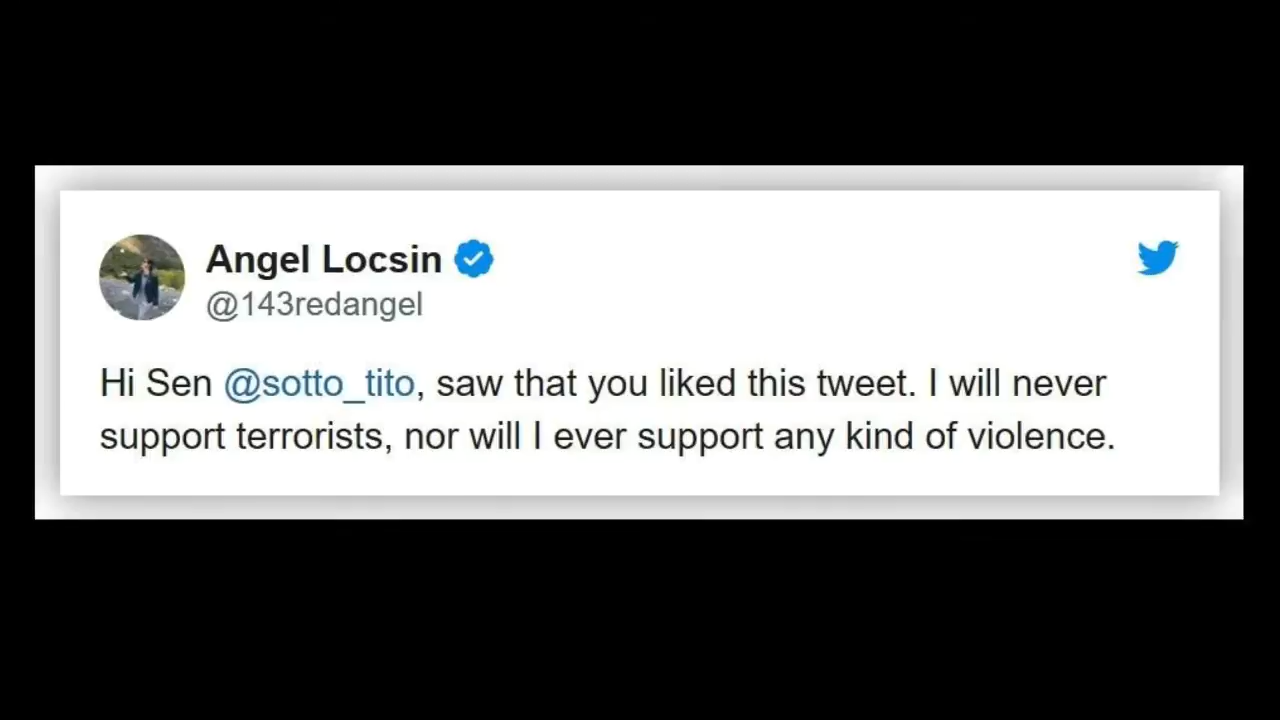 Angel Locsin
@143redangel
Hi Sen @sotto_tito, saw that you liked this tweet. I will never
support terrorists, nor will I ever support any kind of violence.